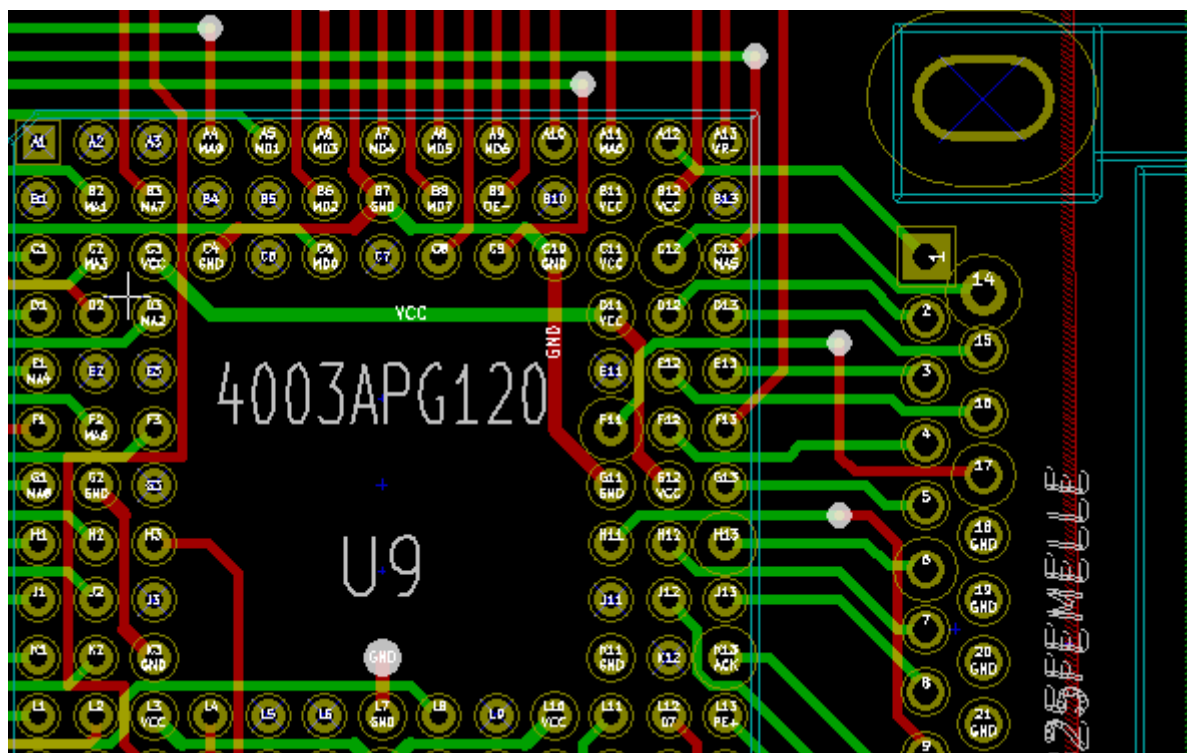 A1 A2 A3 A4 A5 A6 A7 A8 A9 A10 A11 A12 A13
MA9 MD1 MD3 MD4 MD5 MD6 WR-
B1 B2 B3 B4 B5 B6 B7 B8 B9 B10 B11 B12 B13
MA1 MA7 MD2 GND MD7 OE- VCC VCC
1
C1 C2 C3 C4 C6 C7 C8 C9 C10 C11 C12 C13
MA3 VCC GND MD0 GND VCC MA5
14
D1 D2 D3 VCC D11 D12 D13 2
MA2 VCC
GND
15
E1 E2 E3 4003APG120 E11 E12 E13 3
MA4
16
F1 F2 F3 F11 F12 F13 4
MA6
17
G1 G2 G3 G11 G12 G13 5
GND GND VCC
18
GND
H1 H2 H3 U9 H11 H12 H13 6
19
GND
J1 J2 J3 J11 J12 J13 7
20
GND
K1 K2 K3 GND K11 K12 K13 8
GND GND ACK
21
GND
L1 L2 L3 L4 L5 L6 L7 L8 L9 L10 L11 L12 L13 9
VCC GND VCC D7 PE+
25FEMELLE